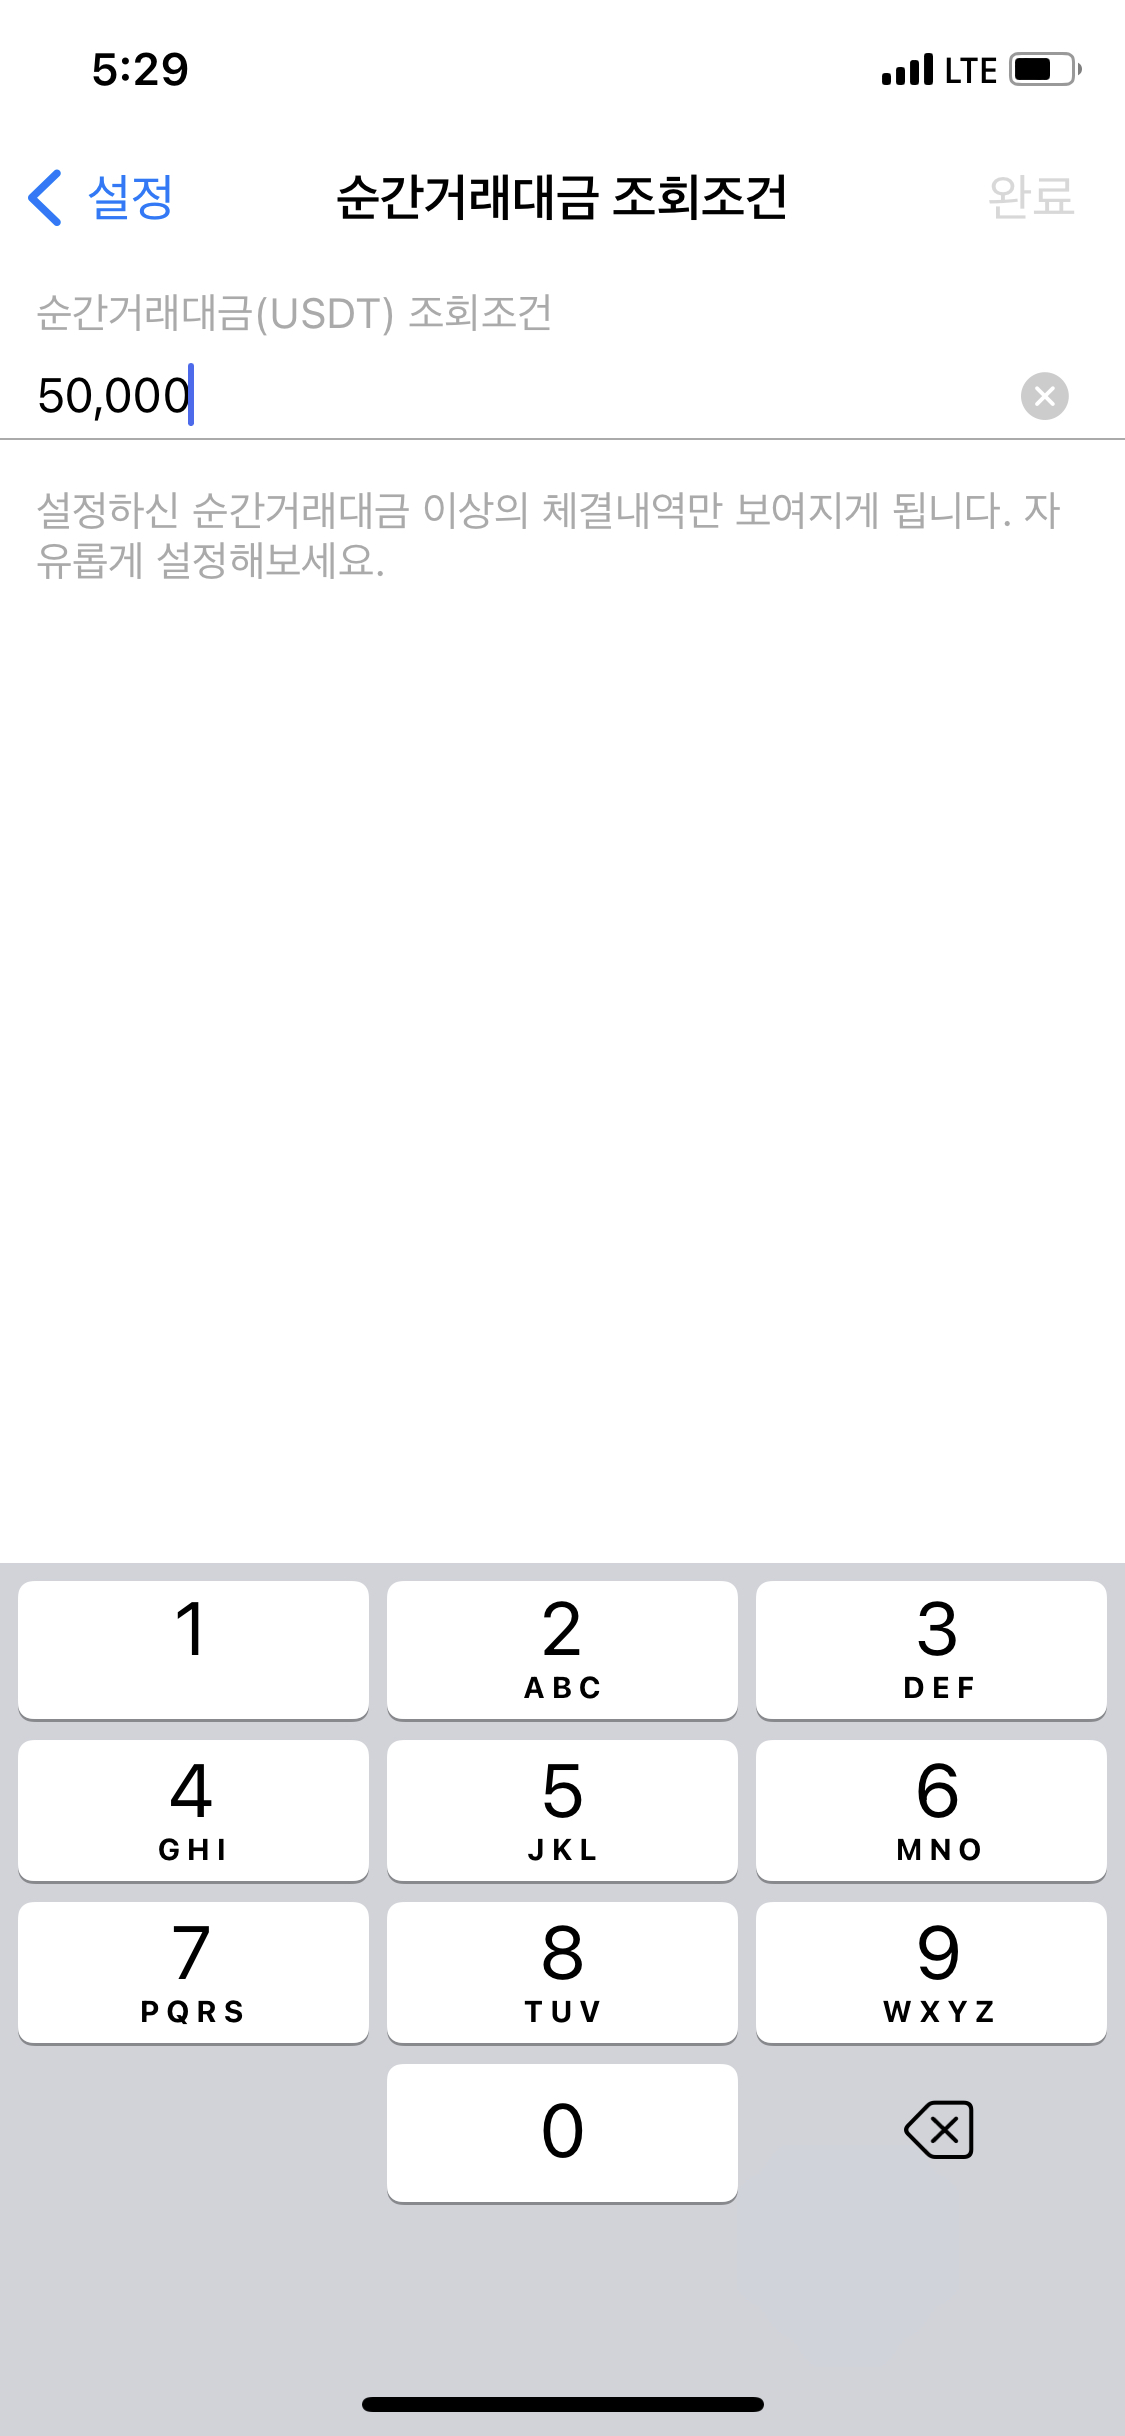 5:29
LTE
설정
순간거래대금 조회조건
완료
순간거래대금(USDT) 조회조건
50,000
설정하신 순간거래대금 이상의 체결내역만 보여지게 됩니다. 자
유롭게 설정해보세요.
1
2
ABC
3
DEF
4
GHI
5
JKL
6
MNO
7
PQRS
8
TUV
9
WXYZ
0